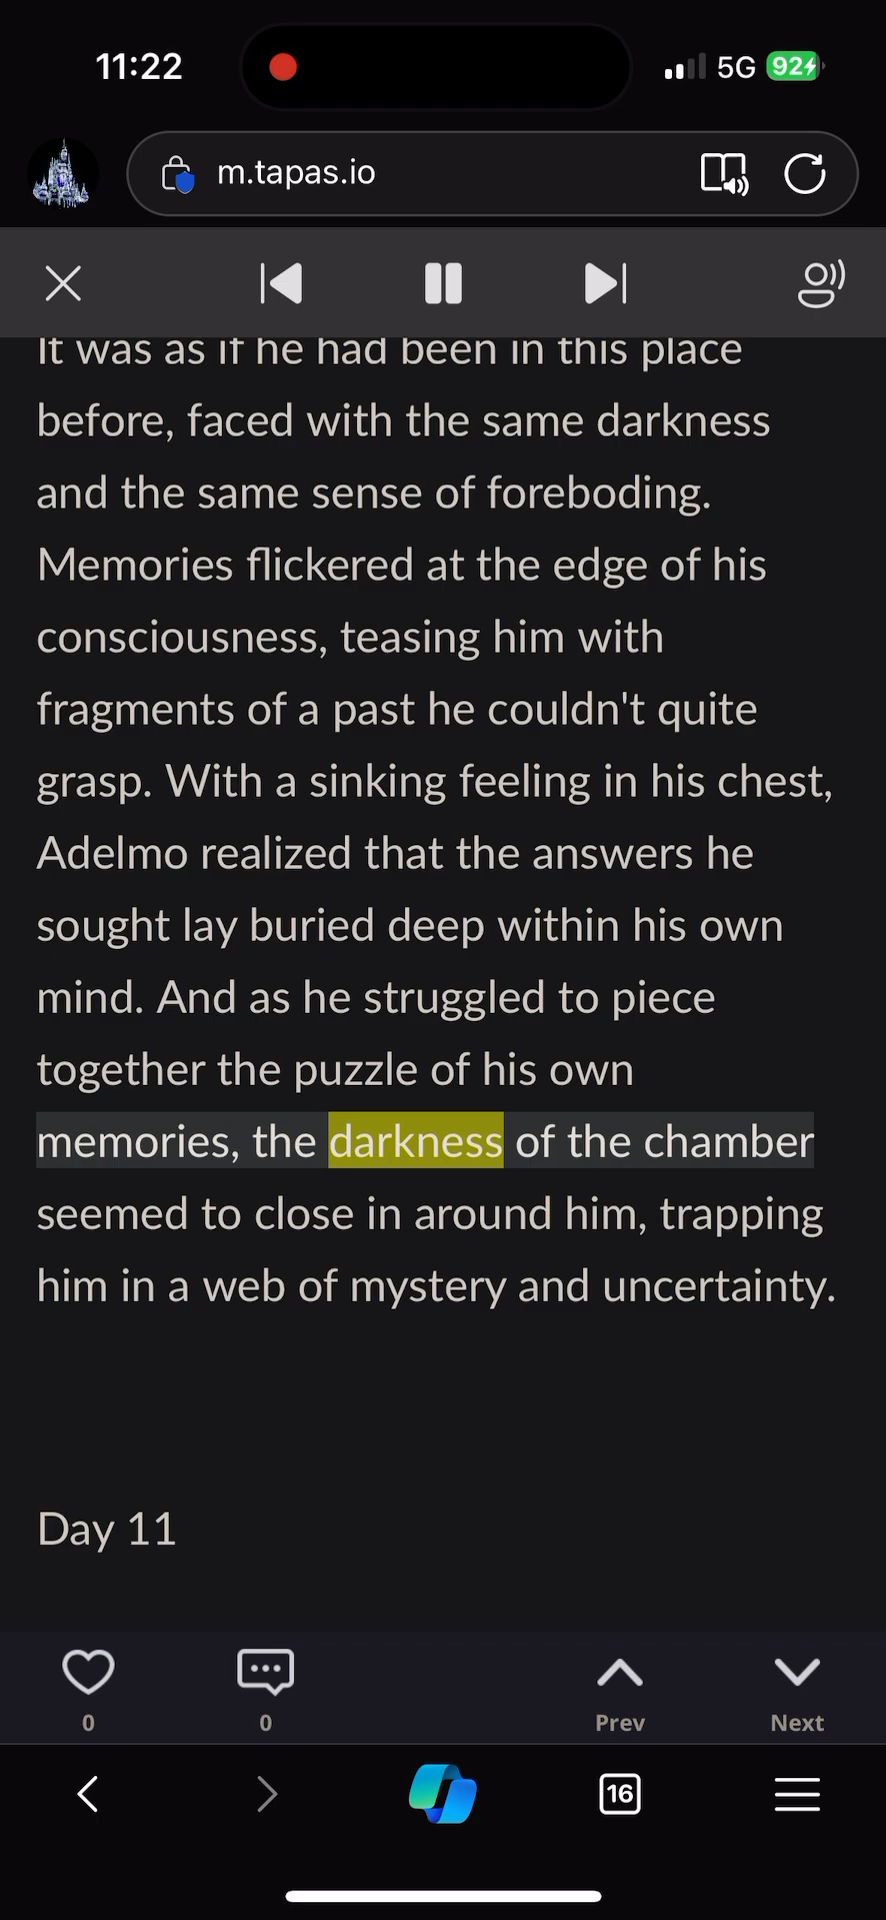 11:22
5G
92
m.tapas.io
It was as if he had been in this place
before, faced with the same darkness
and the same sense of foreboding.
Memories flickered at the edge of his
consciousness, teasing him with
fragments of a past he couldn't quite
grasp. With a sinking feeling in his chest,
Adelmo realized that the answers he
sought lay buried deep within his own
mind. And as he struggled to piece
together the puzzle of his own
memories, the darkness of the chamber
seemed to close in around him, trapping
him in a web of mystery and uncertainty.
Day 11
0
0
Prev
Next
16